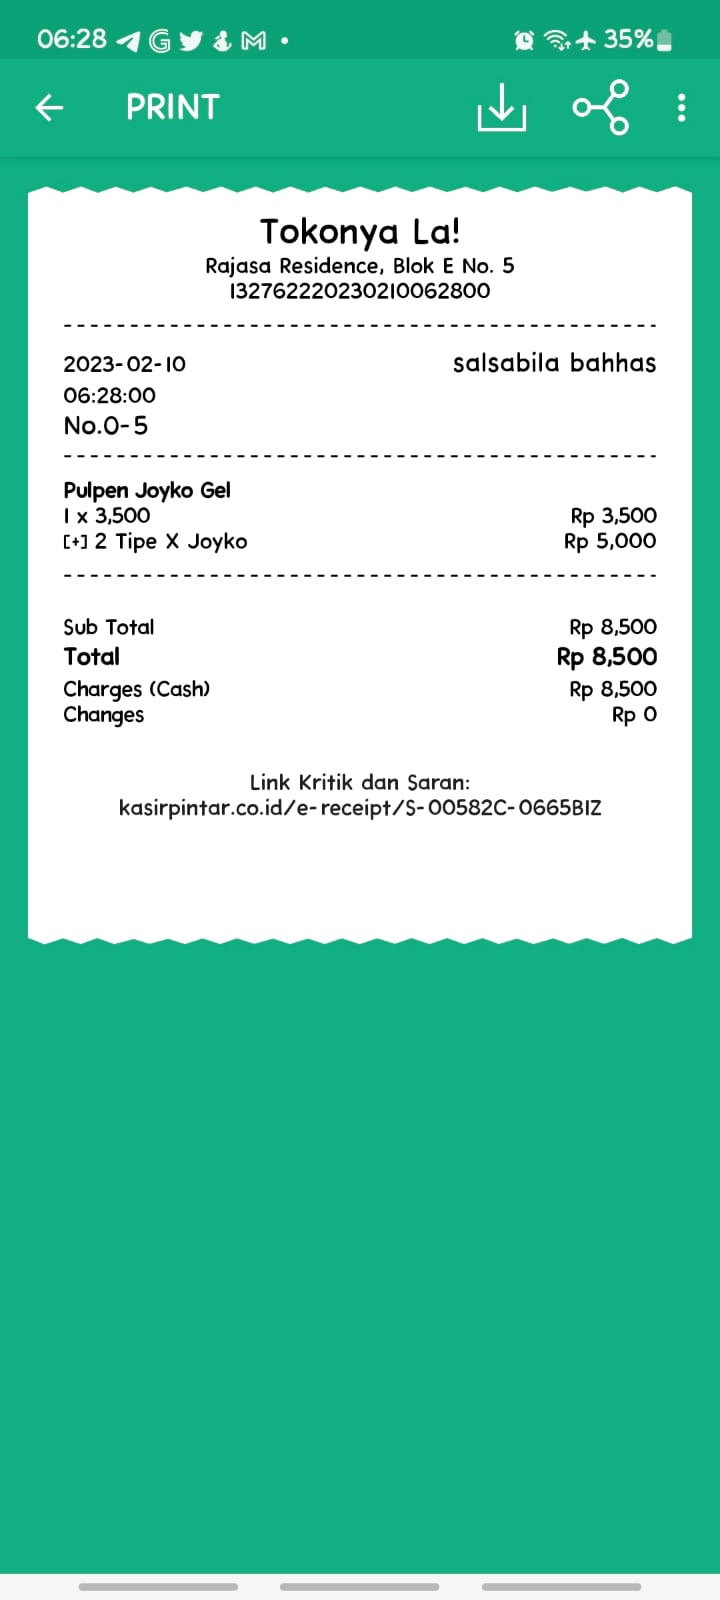 06:28
35%
PRINT
Tokonya La!
Rajasa Residence, Blok E No. 5
13276222023021006280​0
2023-02-10
salsabila bahhas
06:28:00
No.0-5
Pulpen Joyko Gel
1 x 3,500
Rp 3,500
[+] 2 Tipe X Joyko
Rp 5,000
Sub Total
Rp 8,500
Total
Rp 8,500
Charges (Cash)
Rp 8,500
Changes
Rp 0
Link Kritik dan Saran:
kasirpintar.co.id/e-receipt/S-00582C-0665BIZ